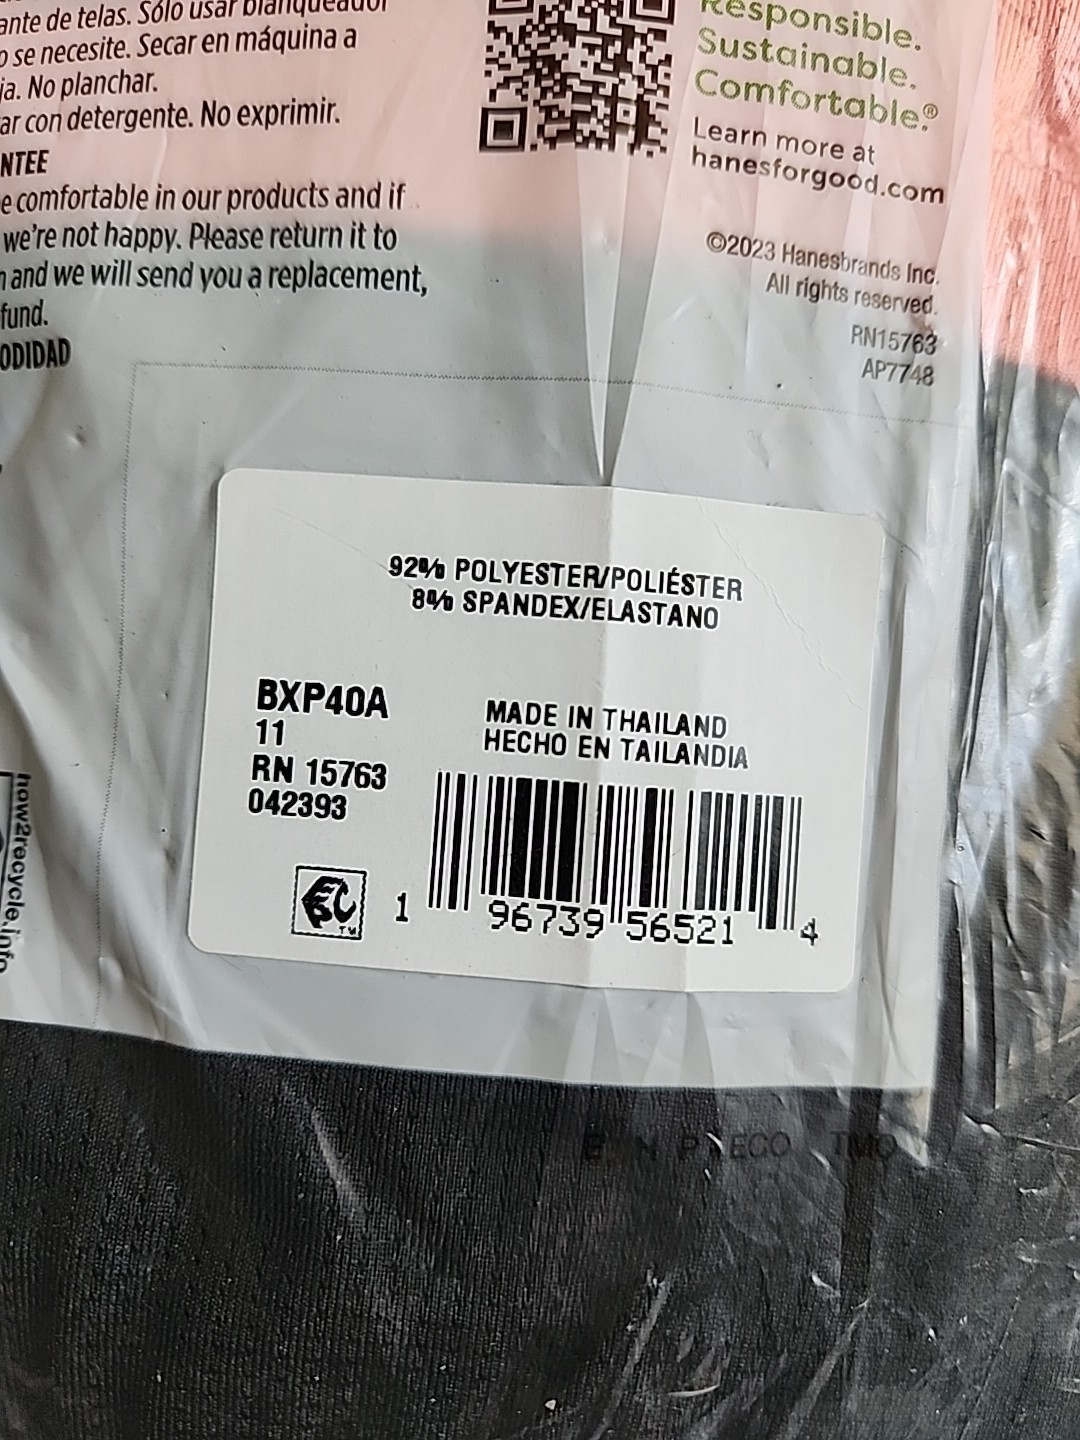 ante de telas. Sólo usar blanqueador
o se necesite. Secar en máquina a
ja. No planchar.
ar con detergente. No exprimir.
NTEE
e comfortable in our products and if
we're not happy. Please return it to
n and we will send you a replacement,
fund.
ODIDAD
Responsible.
Sustainable.
Comfortable.®
Learn more at
hanesforgood.com
©2023 Hanesbrands Inc.
All rights reserved.
RN15763
AP7748
92% POLYESTER/POLIÉSTER
8% SPANDEX/ELASTANO
BXP40A
11
RN 15763
042393
MADE IN THAILAND
HECHO EN TAILANDIA
1 96739 56521 4
TM
how2recycle.info